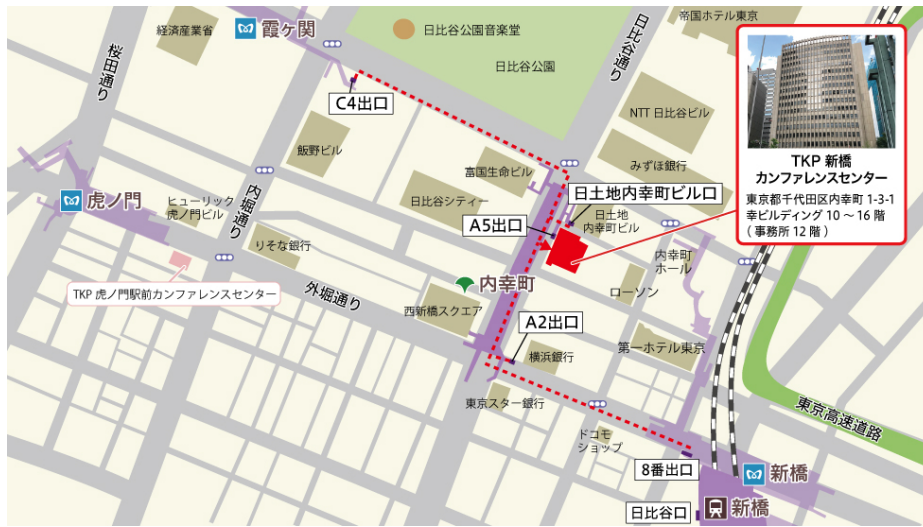 経済産業省
霞ヶ関
桜田通り
日比谷公園音楽堂
日比谷公園
日比谷通り
帝国ホテル東京
C4出口
NTT 日比谷ビル
飯野ビル
富国生命ビル
みずほ銀行
TKP 新橋
カンファレンスセンター
東京都千代田区内幸町 1-3-1
幸ビルディング 10 ～ 16 階
( 事務所 12 階 )
虎ノ門
ヒューリック
虎ノ門ビル
内堀通り
日比谷シティー
日土地内幸町ビル口
A5出口
日土地
内幸町ビル
りそな銀行
内幸町
ホール
TKP 虎ノ門駅前カンファレンスセンター
外堀通り
内幸町
西新橋スクエア
ローソン
A2出口
横浜銀行
第一ホテル東京
東京スター銀行
東京高速道路
ドコモ
ショップ
8番出口
新橋
日比谷口
新橋